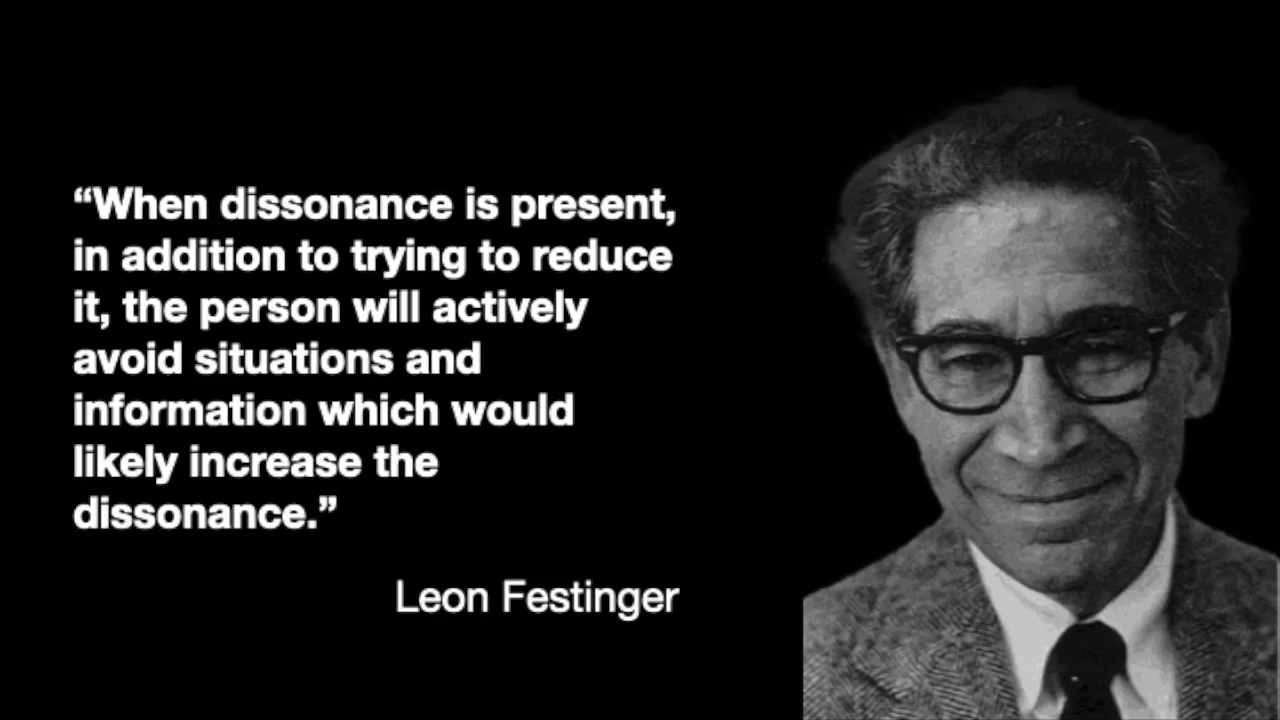 “When dissonance is present,
in addition to trying to reduce
it, the person will actively
avoid situations and
information which would
likely increase the
dissonance.”
Leon Festinger